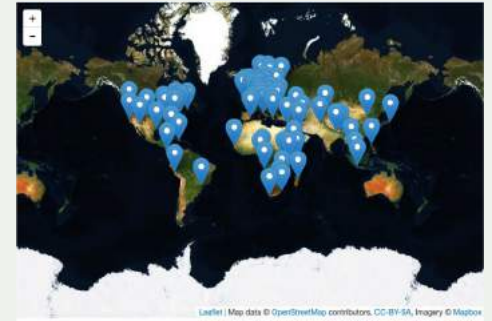 +
−
Leaflet | Map data © OpenStreetMap contributors, CC-BY-SA, Imagery © Mapbox